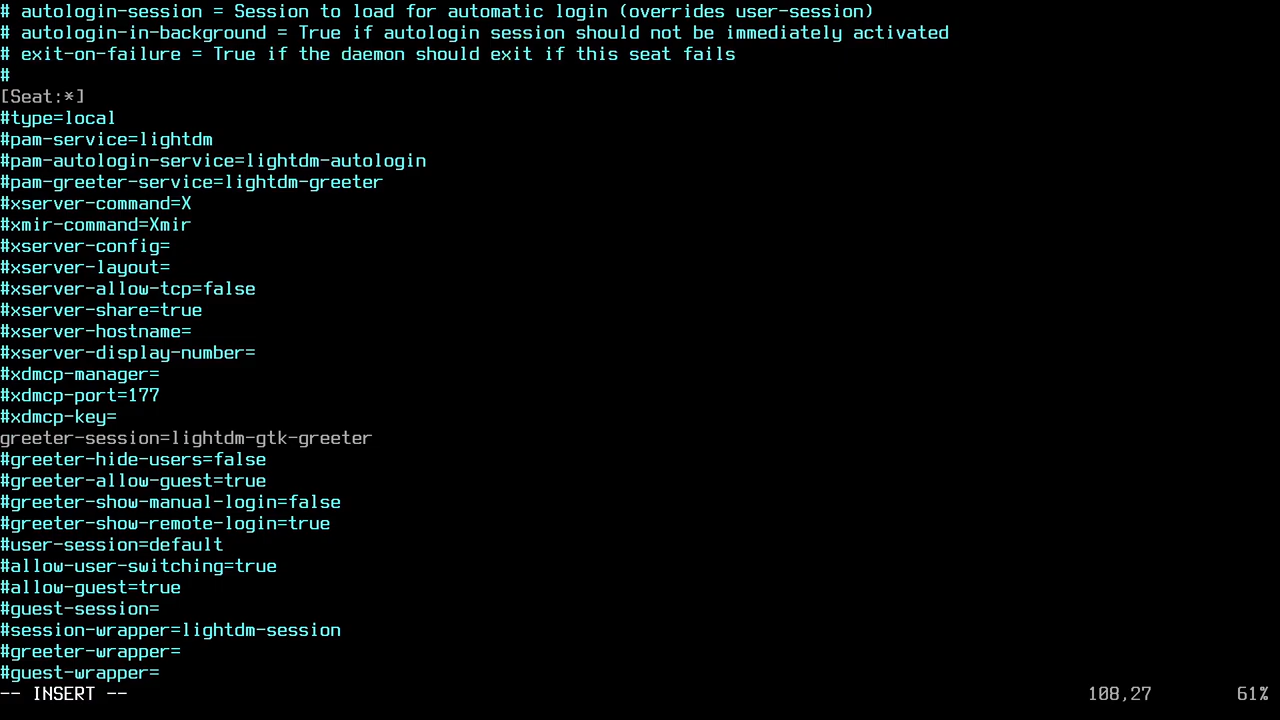 # autologin-session = Session to load for automatic login (overrides user-session)
# autologin-in-background = True if autologin session should not be immediately activated
# exit-on-failure = True if the daemon should exit if this seat fails
#
[Seat:*]
#type=local
#pam-service=lightdm
#pam-autologin-service=lightdm-autologin
#pam-greeter-service=lightdm-greeter
#xserver-command=X
#xmir-command=Xmir
#xserver-config=
#xserver-layout=
#xserver-allow-tcp=false
#xserver-share=true
#xserver-hostname=
#xserver-display-number=
#xdmcp-manager=
#xdmcp-port=177
#xdmcp-key=
greeter-session=lightdm-gtk-greeter
#greeter-hide-users=false
#greeter-allow-guest=true
#greeter-show-manual-login=false
#greeter-show-remote-login=true
#user-session=default
#allow-user-switching=true
#allow-guest=true
#guest-session=
#session-wrapper=lightdm-session
#greeter-wrapper=
#guest-wrapper=
-- INSERT -- 108,27 61%